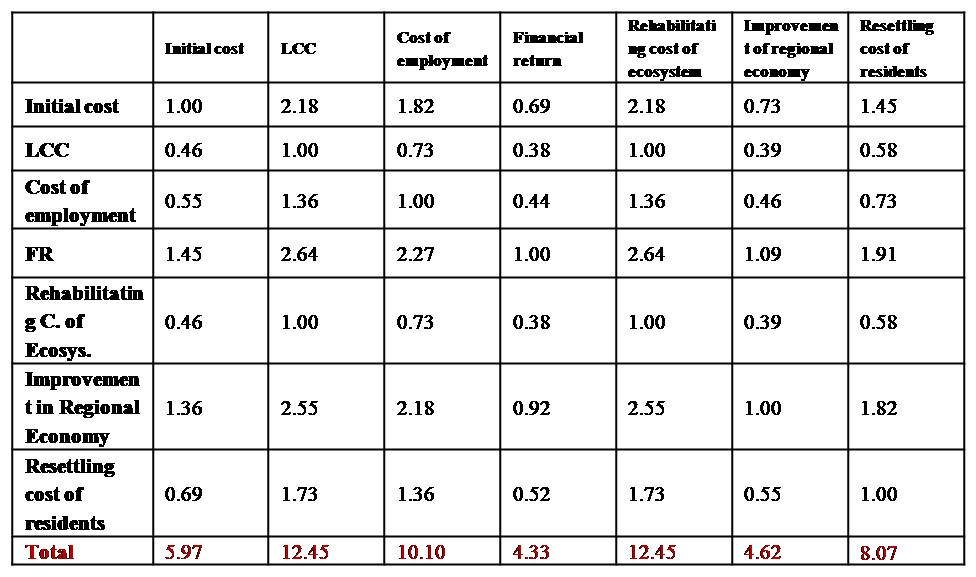 Initial cost LCC Cost of employment Financial return Rehabilitati ng cost of ecosystem Improvemen t of regional economy Resettling cost of residents
Initial cost 1.00 2.18 1.82 0.69 2.18 0.73 1.45
LCC 0.46 1.00 0.73 0.38 1.00 0.39 0.58
Cost of employment 0.55 1.36 1.00 0.44 1.36 0.46 0.73
FR 1.45 2.64 2.27 1.00 2.64 1.09 1.91
Rehabilitatin g C. of Ecosys. 0.46 1.00 0.73 0.38 1.00 0.39 0.58
Improvemen t in Regional Economy 1.36 2.55 2.18 0.92 2.55 1.00 1.82
Resettling cost of residents 0.69 1.73 1.36 0.52 1.73 0.55 1.00
Total 5.97 12.45 10.10 4.33 12.45 4.62 8.07